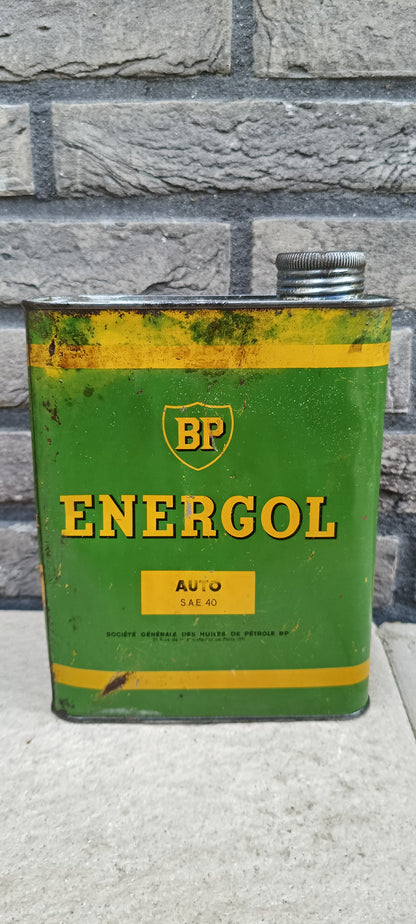 BP
ENERGOL
AUTO
S.A.E. 40
SOCIÉTÉ GÉNÉRALE DES HUILES DE PÉTROLE BP